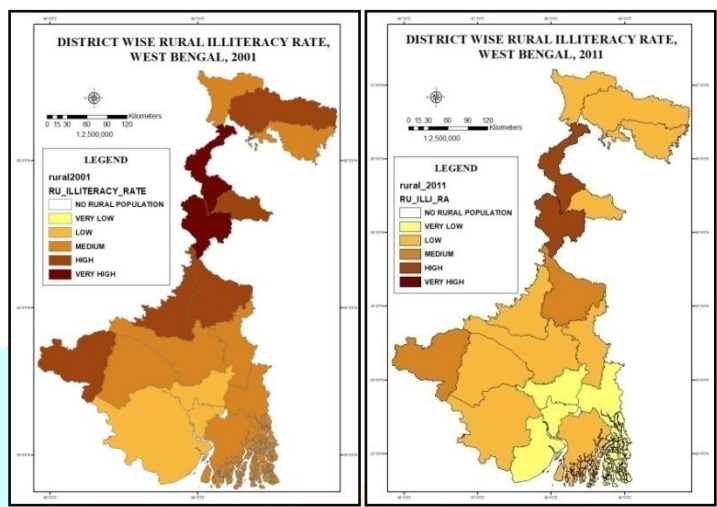 DISTRICT WISE RURAL ILLITERACY RATE,
WEST BENGAL, 2001
Kilometers
0 15 30 60 90 120
1:2,500,000
LEGEND
rural2001
RU_ILLITERACY_RATE
NO RURAL POPULATION
VERY LOW
LOW
MEDIUM
HIGH
VERY HIGH
DISTRICT WISE RURAL ILLITERACY RATE,
WEST BENGAL, 2011
Kilometers
0 15 30 60 90 120
1:2,500,000
LEGEND
rural_2011
RU_ILLI_RA
NO RURAL POPULATION
VERY LOW
LOW
MEDIUM
HIGH
VERY HIGH